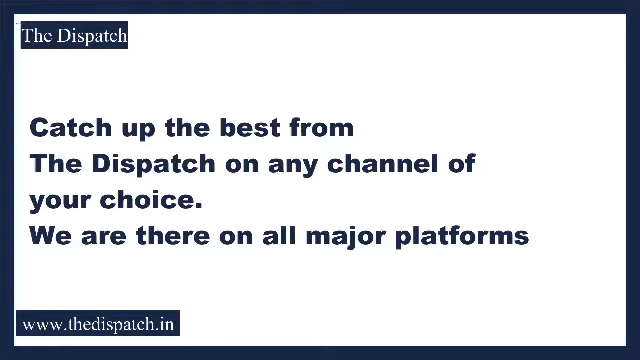 The Dispatch
Catch up the best from
The Dispatch on any channel of
your choice.
We are there on all major platforms
www.thedispatch.in